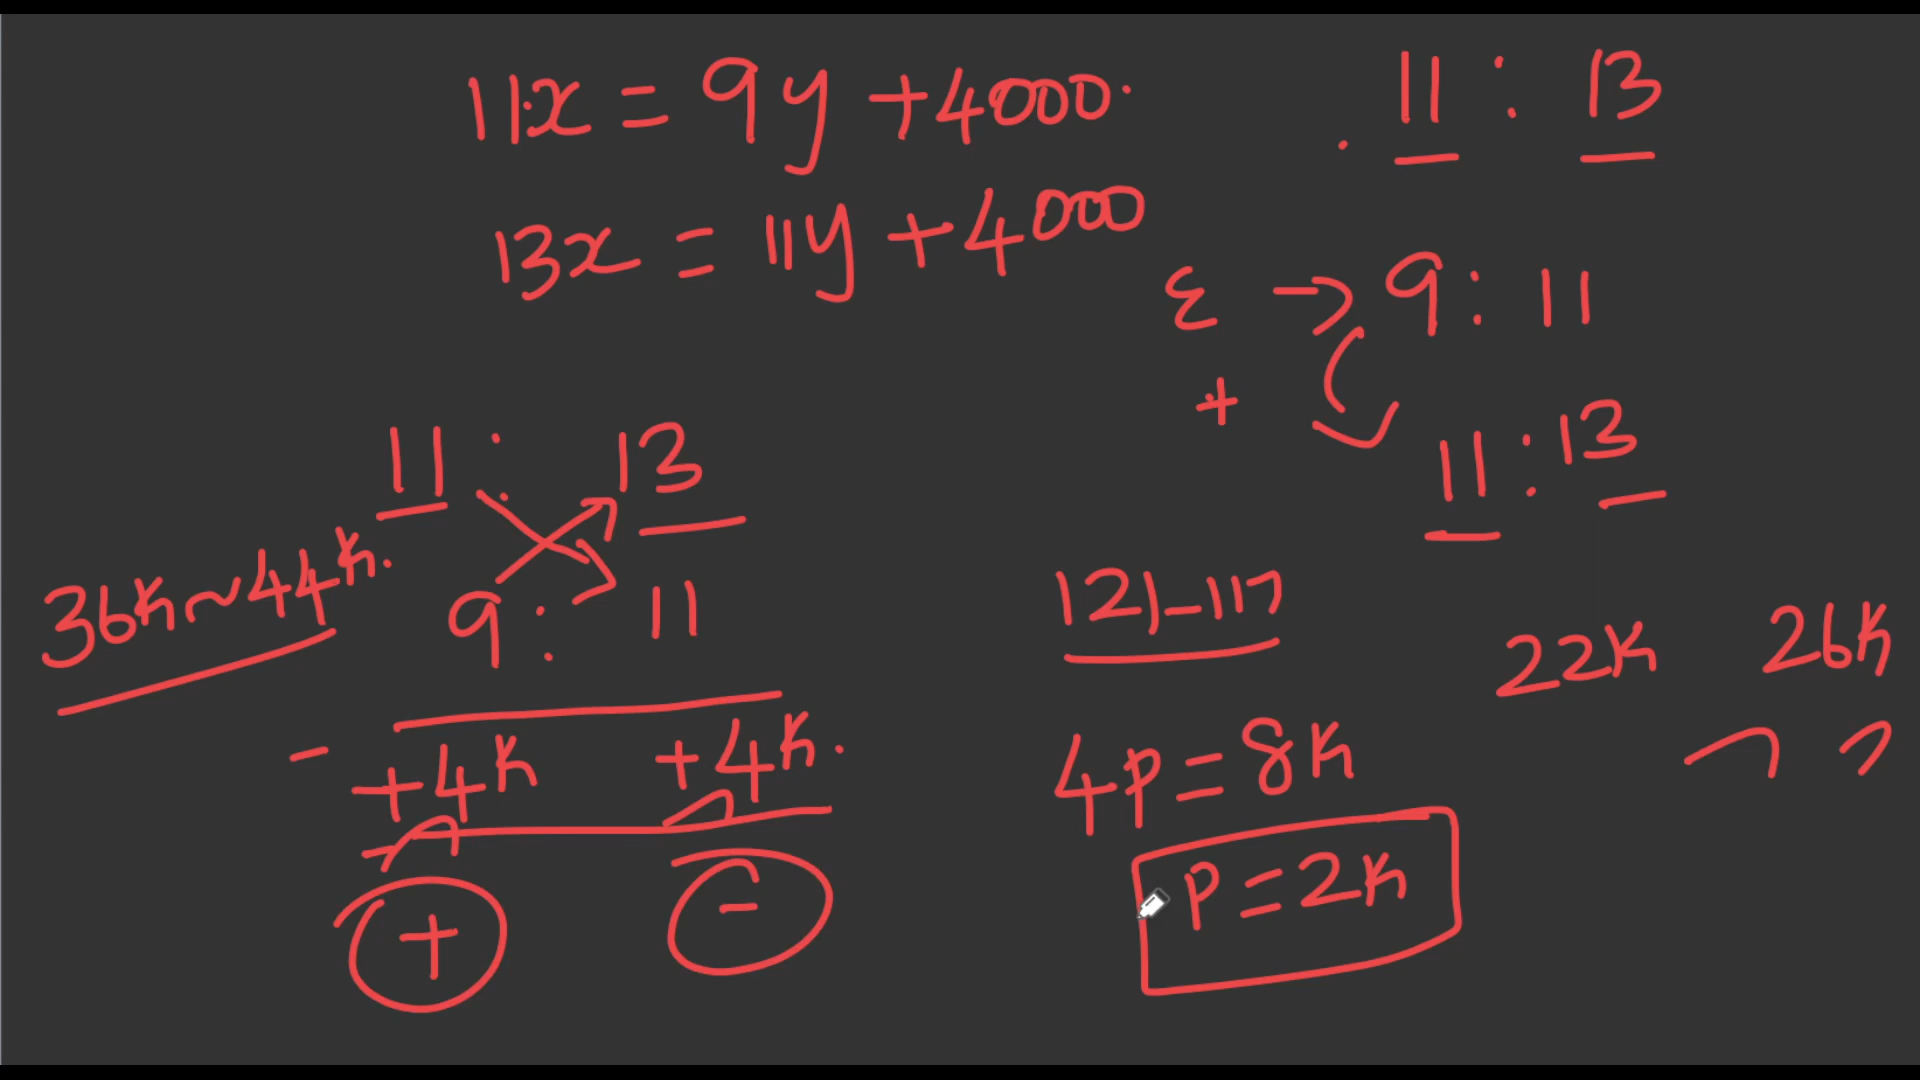 11x = 9y + 4000
13x = 11y + 4000
11 : 13
ε → 9 : 11
+
11 : 13
11 : 13
9 : 11
36k ~ 44k
- +4k +4k
+ -
121 - 117
4p = 8k
p = 2k
22k 26k